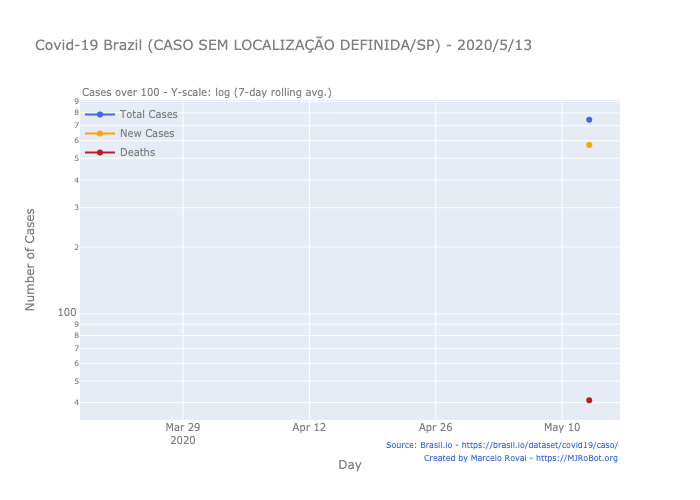 Covid-19 Brazil (CASO SEM LOCALIZAÇÃO DEFINIDA/SP) - 2020/5/13
Cases over 100 - Y-scale: log (7-day rolling avg.)
Total Cases
New Cases
Deaths
Number of Cases
9
8
7
6
5
4
3
2
100
9
8
7
6
5
4
Mar 29
2020
Apr 12
Apr 26
May 10
Day
Source: Brasil.io - https://brasil.io/dataset/covid19/caso/
Created by Marcelo Rovai - https://MJRoBot.org